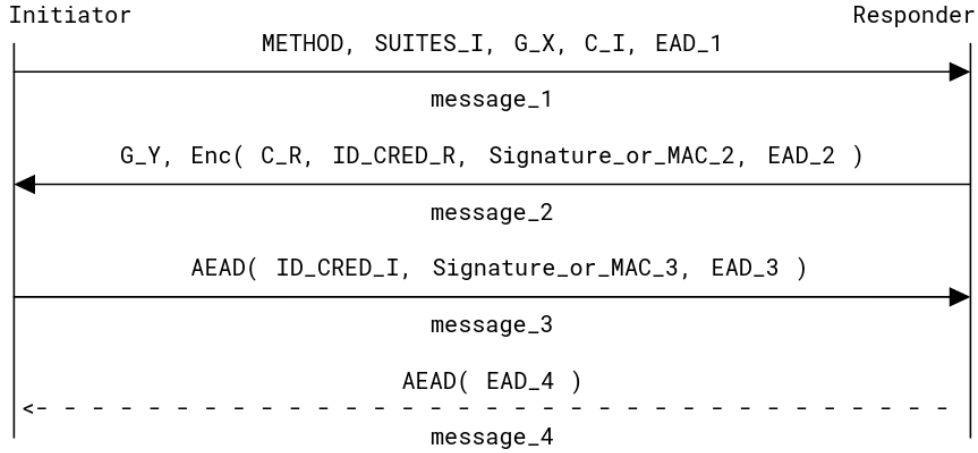 Initiator Responder
METHOD, SUITES_I, G_X, C_I, EAD_1
message_1
G_Y, Enc( C_R, ID_CRED_R, Signature_or_MAC_2, EAD_2 )
message_2
AEAD( ID_CRED_I, Signature_or_MAC_3, EAD_3 )
message_3
AEAD( EAD_4 )
message_4